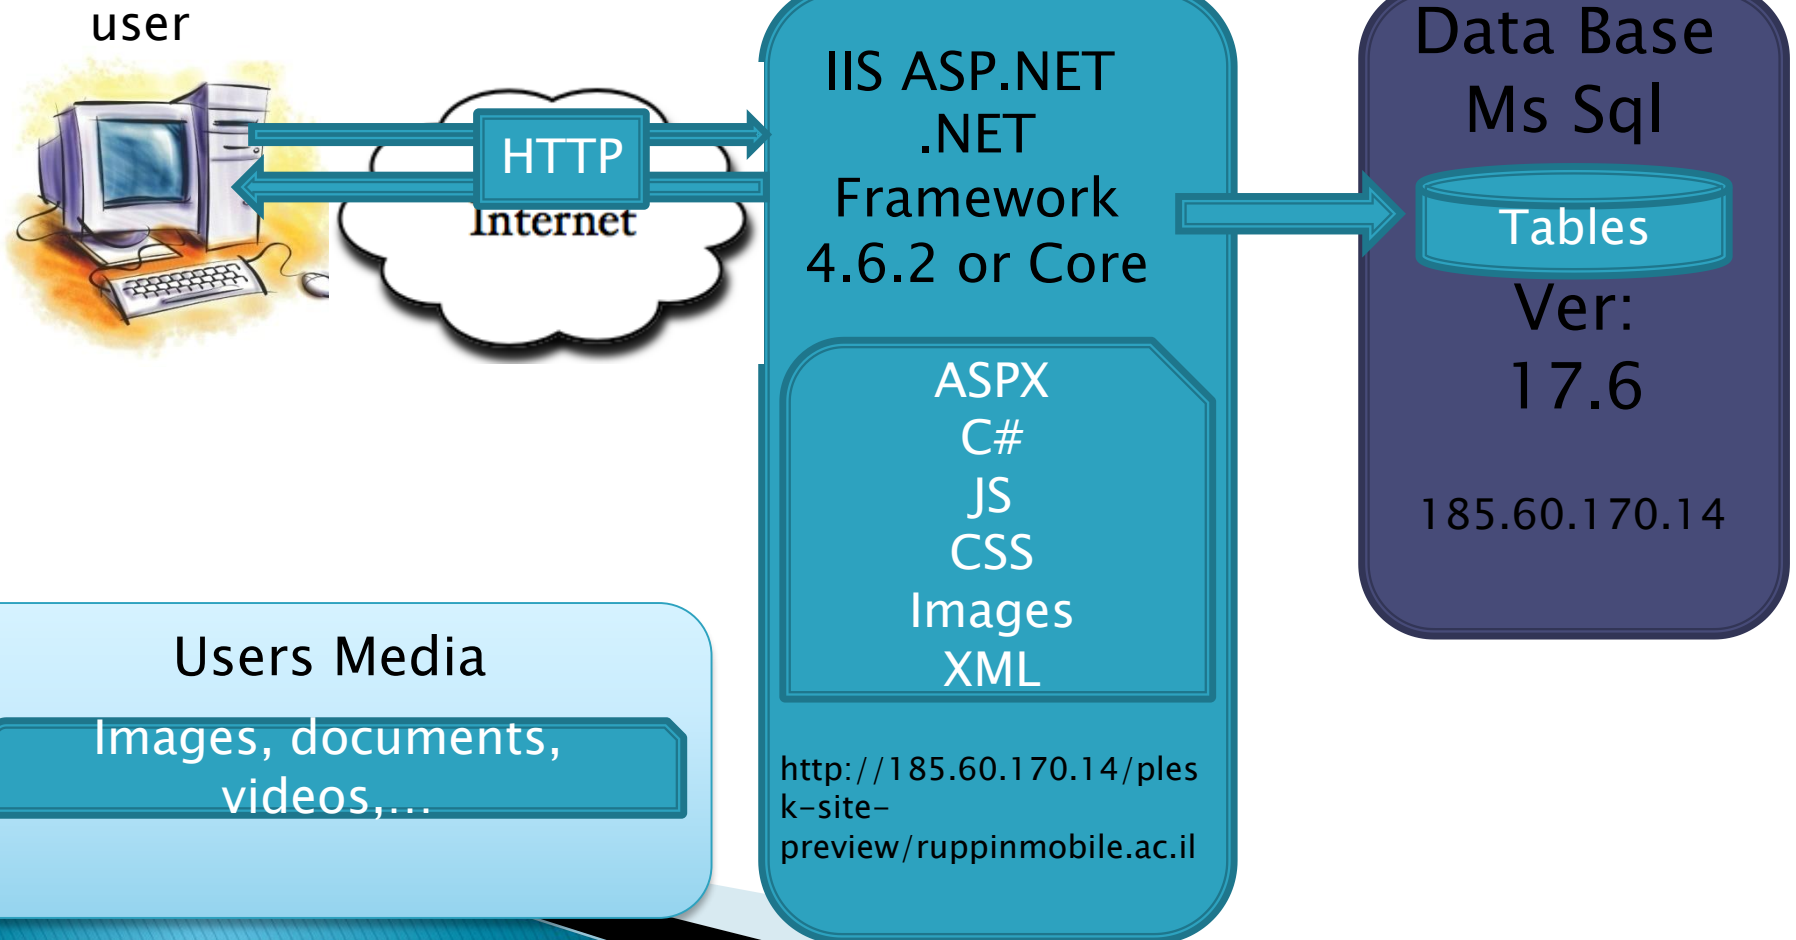 user
HTTP
Internet
IIS ASP.NET
.NET
Framework
4.6.2 or Core
ASPX
C#
JS
CSS
Images
XML
http://185.60.170.14/ples
k-site-
preview/ruppinmobile.ac.il
Data Base
Ms Sql
Tables
Ver:
17.6
185.60.170.14
Users Media
Images, documents,
videos,...